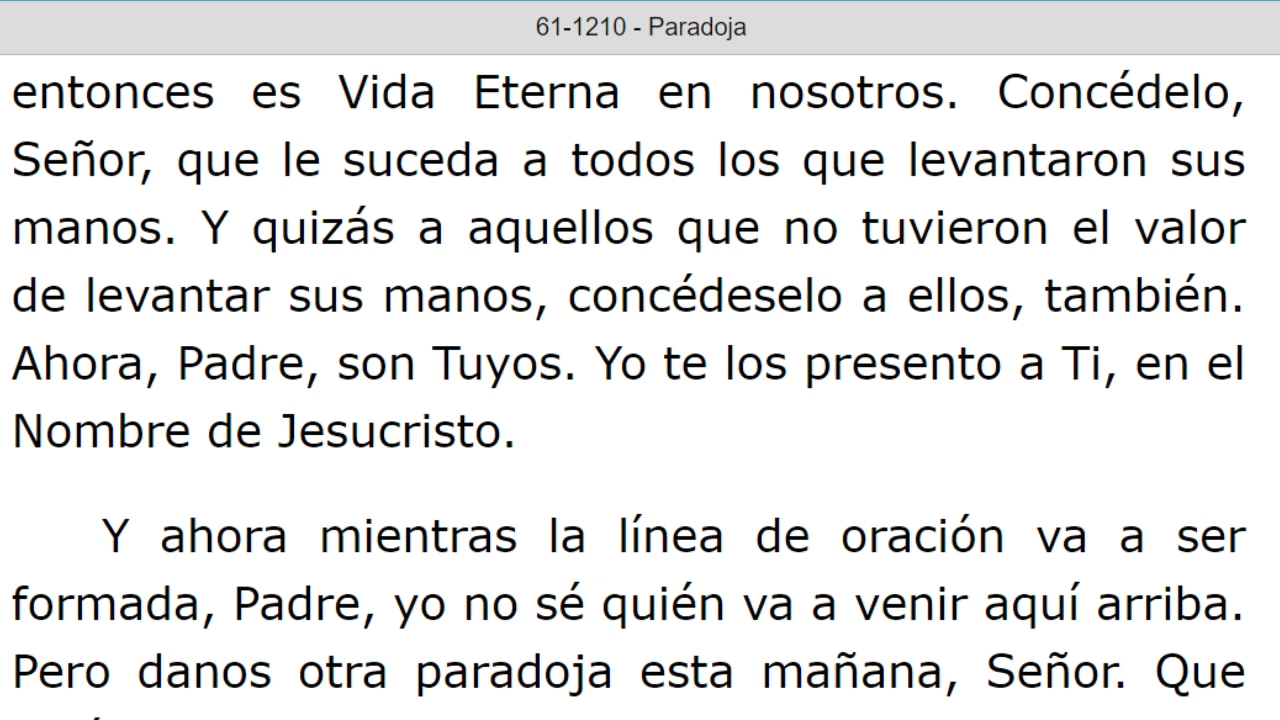 61-1210 - Paradoja
entonces es Vida Eterna en nosotros. Concédelo,
Señor, que le suceda a todos los que levantaron sus
manos. Y quizás a aquellos que no tuvieron el valor
de levantar sus manos, concédeselo a ellos, también.
Ahora, Padre, son Tuyos. Yo te los presento a Ti, en el
Nombre de Jesucristo.
Y ahora mientras la línea de oración va a ser
formada, Padre, yo no sé quién va a venir aquí arriba.
Pero danos otra paradoja esta mañana, Señor. Que